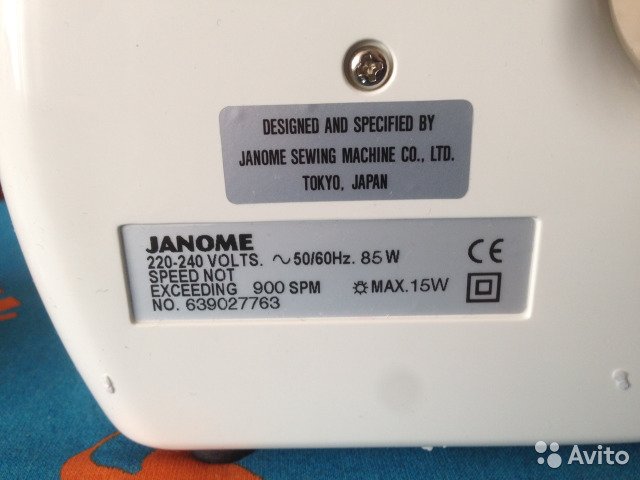 DESIGNED AND SPECIFIED BY
JANOME SEWING MACHINE CO., LTD.
TOKYO, JAPAN
JANOME
220-240 VOLTS. ~ 50/60Hz. 85W
SPEED NOT
EXCEEDING 900 SPM MAX.15W
NO. 639027763
CE
Avito